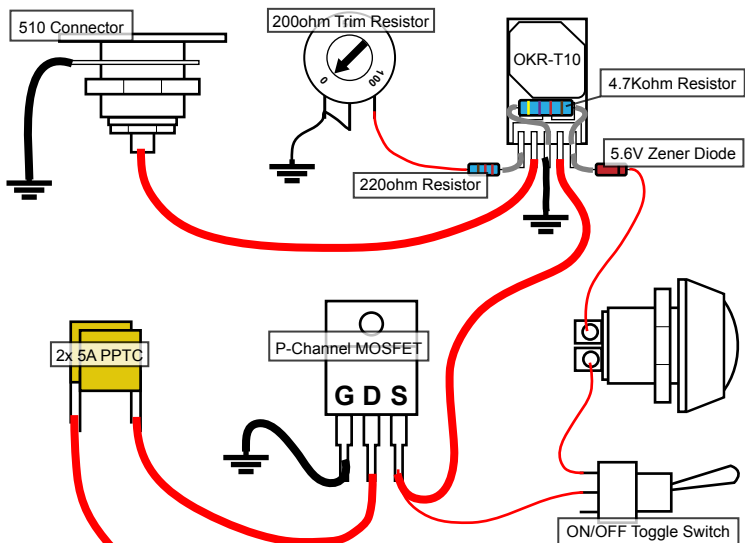 510 Connector
200ohm Trim Resistor
0
100
OKR-T10
4.7Kohm Resistor
220ohm Resistor
5.6V Zener Diode
2x 5A PPTC
P-Channel MOSFET
G D S
ON/OFF Toggle Switch